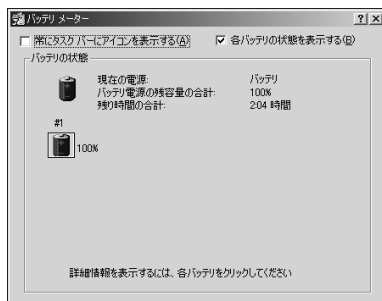 バッテリ メーター
常にタスク バーにアイコンを表示する(A)
各バッテリの状態を表示する(B)
バッテリの状態
現在の電源: バッテリ
バッテリ電源の残容量の合計: 100%
残り時間の合計: 2:04 時間
#1
100%
詳細情報を表示するには、各バッテリをクリックしてください